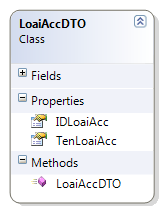 LoaiAccDTO
Class
Fields
Properties
IDLoaiAcc
TenLoaiAcc
Methods
LoaiAccDTO